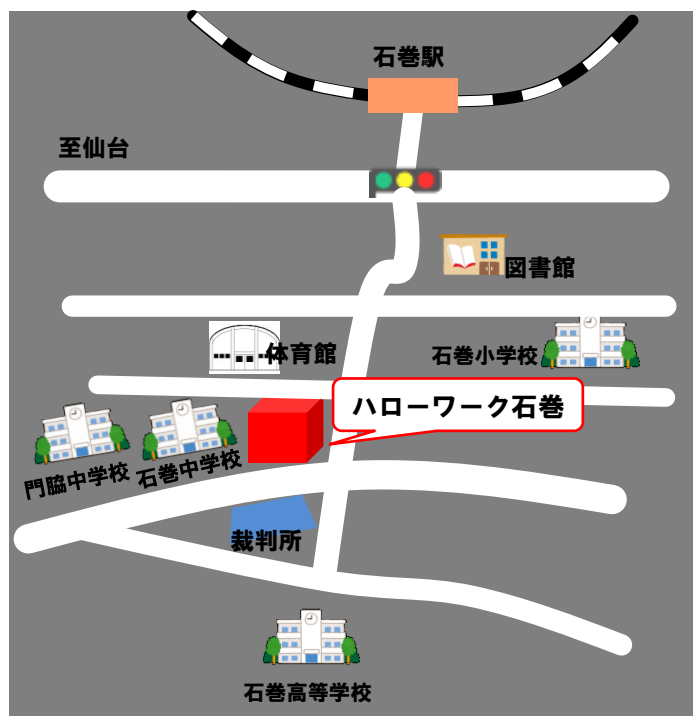 石巻駅
至仙台
図書館
体育館
石巻小学校
ハローワーク石巻
門脇中学校
石巻中学校
裁判所
石巻高等学校